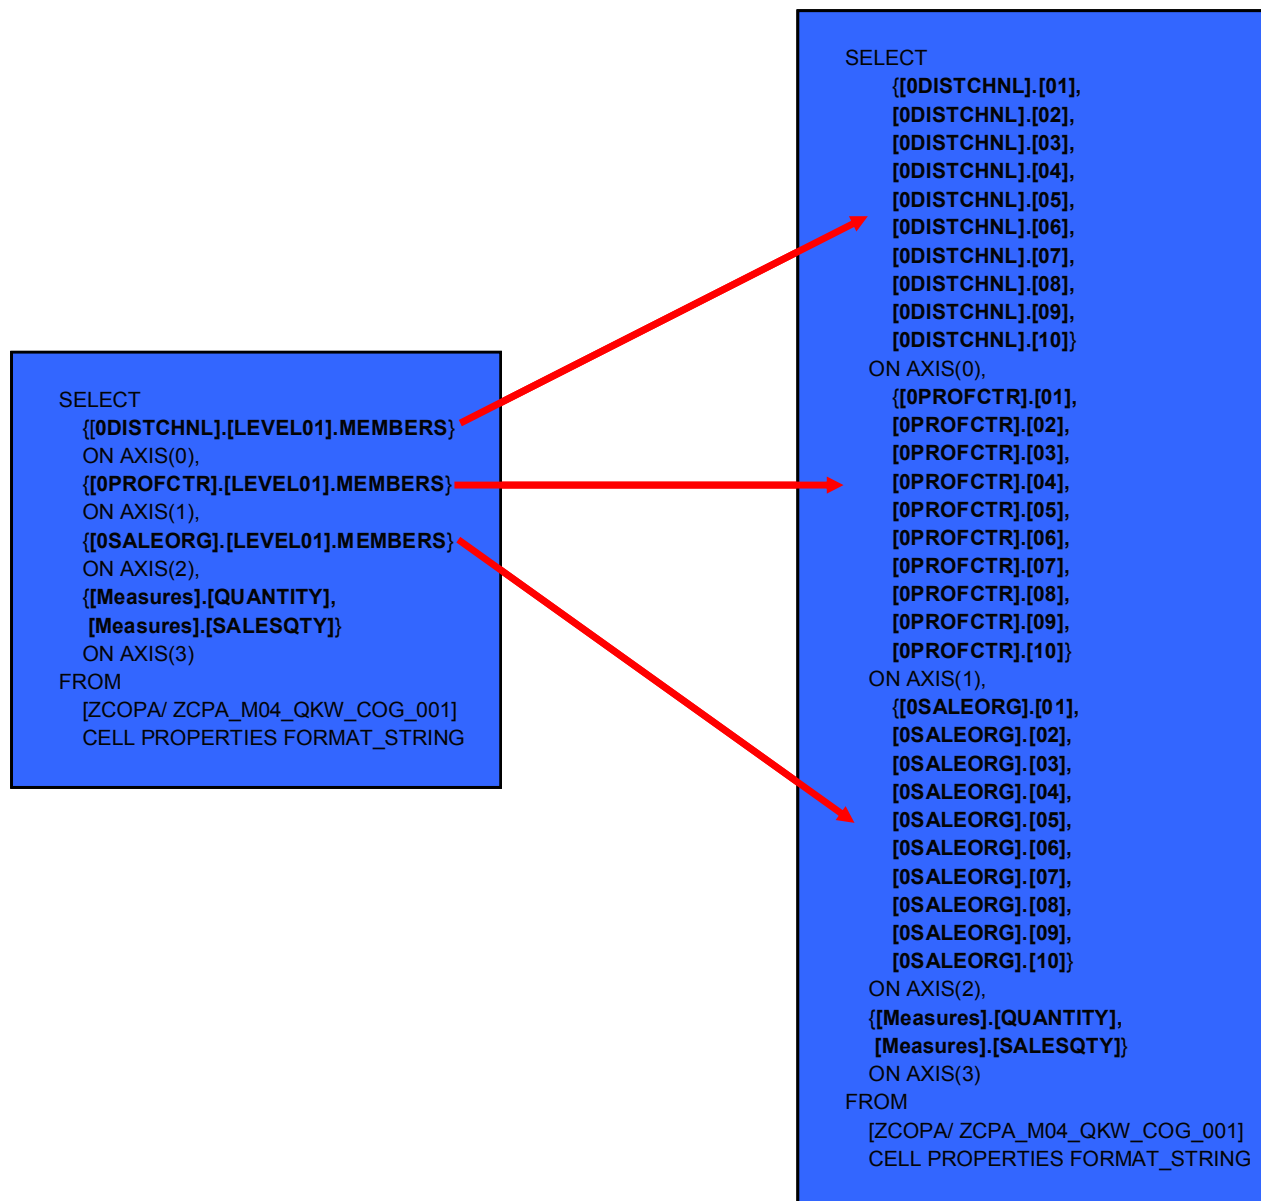 SELECT
{[0DISTCHNL].[LEVEL01].MEMBERS}
ON AXIS(0),
{[0PROFCTR].[LEVEL01].MEMBERS}
ON AXIS(1),
{[0SALEORG].[LEVEL01].MEMBERS}
ON AXIS(2),
{[Measures].[QUANTITY],
[Measures].[SALESQTY]}
ON AXIS(3)
FROM
[ZCOPA/ ZCPA_M04_QKW_COG_001]
CELL PROPERTIES FORMAT_STRING
SELECT
{[0DISTCHNL].[01],
[0DISTCHNL].[02],
[0DISTCHNL].[03],
[0DISTCHNL].[04],
[0DISTCHNL].[05],
[0DISTCHNL].[06],
[0DISTCHNL].[07],
[0DISTCHNL].[08],
[0DISTCHNL].[09],
[0DISTCHNL].[10]}
ON AXIS(0),
{[0PROFCTR].[01],
[0PROFCTR].[02],
[0PROFCTR].[03],
[0PROFCTR].[04],
[0PROFCTR].[05],
[0PROFCTR].[06],
[0PROFCTR].[07],
[0PROFCTR].[08],
[0PROFCTR].[09],
[0PROFCTR].[10]}
ON AXIS(1),
{[0SALEORG].[01],
[0SALEORG].[02],
[0SALEORG].[03],
[0SALEORG].[04],
[0SALEORG].[05],
[0SALEORG].[06],
[0SALEORG].[07],
[0SALEORG].[08],
[0SALEORG].[09],
[0SALEORG].[10]}
ON AXIS(2),
{[Measures].[QUANTITY],
[Measures].[SALESQTY]}
ON AXIS(3)
FROM
[ZCOPA/ ZCPA_M04_QKW_COG_001]
CELL PROPERTIES FORMAT_STRING